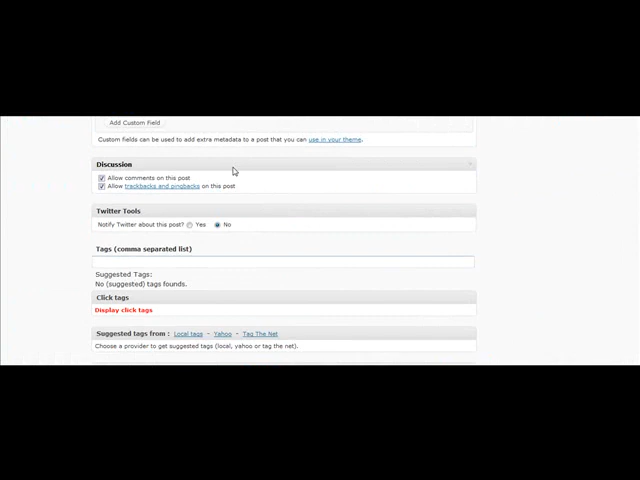 Add Custom Field
Custom fields can be used to add extra metadata to a post that you can use in your theme.
Discussion
Allow comments on this post
Allow trackbacks and pingbacks on this post
Twitter Tools
Notify Twitter about this post? Yes No
Tags (comma separated list)
Suggested Tags:
No (suggested) tags founds.
Click tags
Display click tags
Suggested tags from : Local tags - Yahoo - Tag The Net
Choose a provider to get suggested tags (local, yahoo or tag the net).